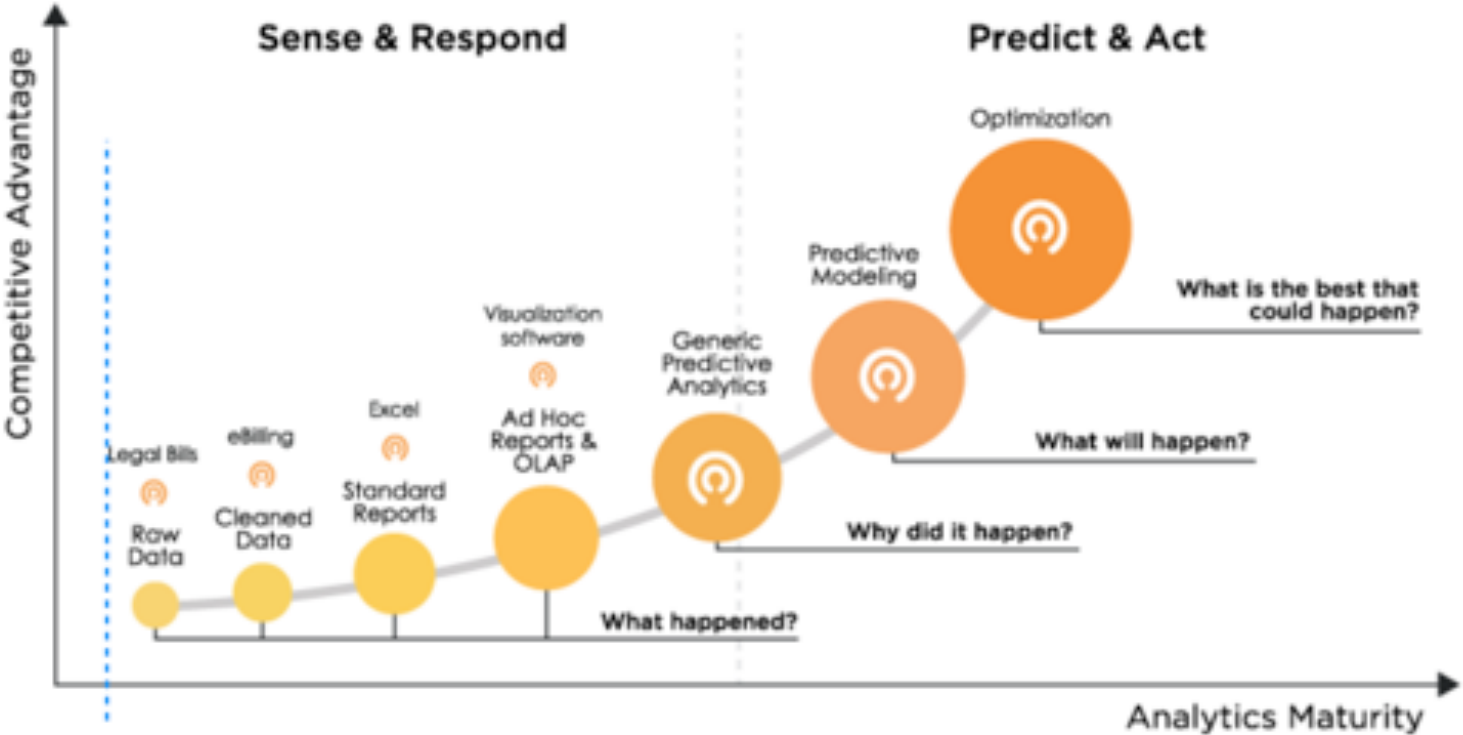 Sense & Respond
Predict & Act
Competitive Advantage
Optimization
Predictive
Modeling
What is the best that
could happen?
Visualization
software
Generic
Predictive
Analytics
Excel
Ad Hoc
Reports &
OLAP
eBilling
Legal Bills
What will happen?
Standard
Reports
Cleaned
Data
Raw
Data
Why did it happen?
What happened?
Analytics Maturity